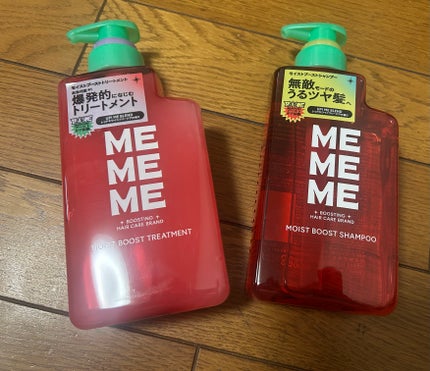 モイストブーストトリートメント
爆発的になじむ
トリートメント
ME
ME
ME
BOOSTING
HAIR CARE BRAND
MOIST BOOST TREATMENT
モイストブーストシャンプー
無敵モードの
うるツヤ髪へ
ME
ME
ME
BOOSTING
HAIR CARE BRAND
MOIST BOOST SHAMPOO